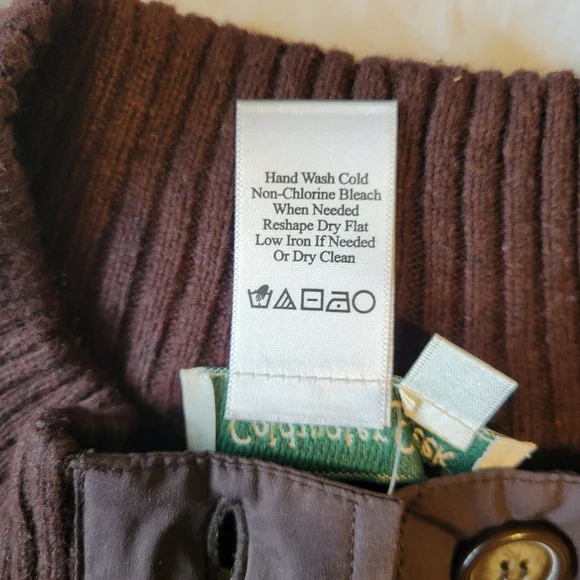 Hand Wash Cold
Non-Chlorine Bleach
When Needed
Reshape Dry Flat
Low Iron If Needed
Or Dry Clean